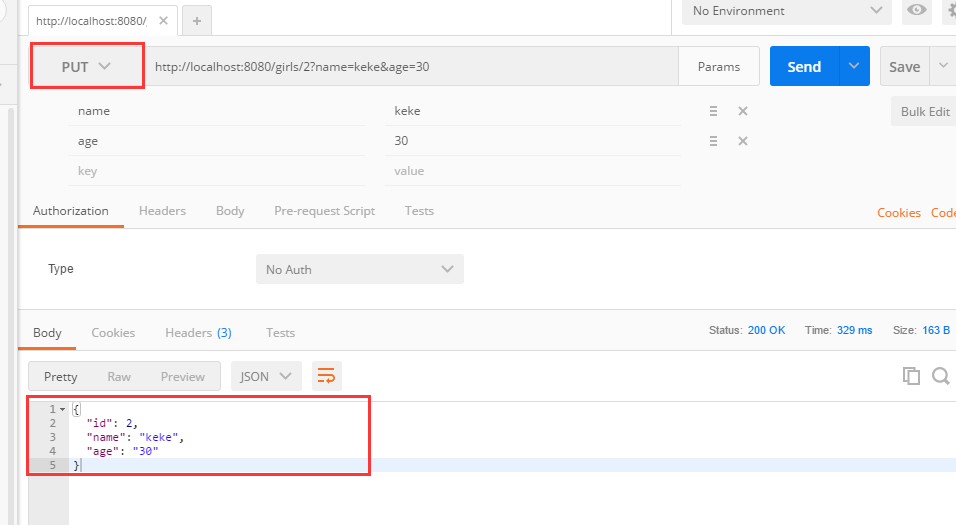 http://localhost:8080/
No Environment
PUT http://localhost:8080/girls/2?name=keke&age=30 Params Send Save
name keke
age 30 Bulk Edit
key value
Authorization Headers Body Pre-request Script Tests Cookies Code
Type No Auth
Body Cookies Headers (3) Tests Status: 200 OK Time: 329 ms Size: 163 B
Pretty Raw Preview JSON
1 {
2 "id": 2,
3 "name": "keke",
4 "age": "30"
5 }